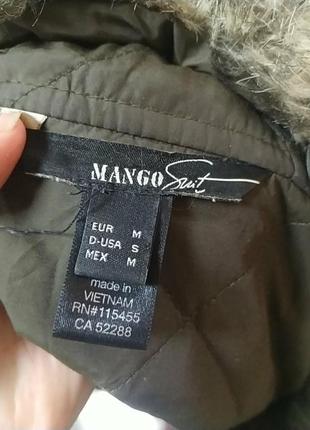 MANGO Suit
EUR M
D-USA S
MEX M
made in
VIETNAM
RN#115455
CA 52288